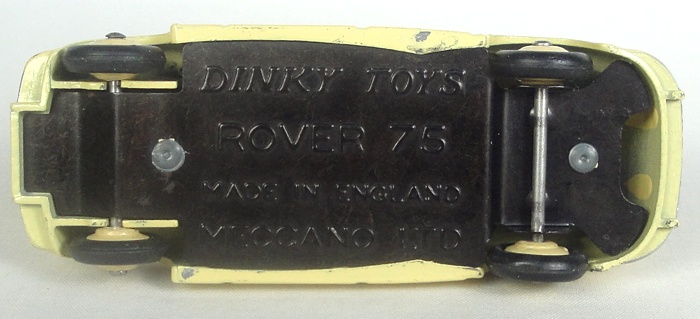 DINKY TOYS
ROVER 75
MADE IN ENGLAND
MECCANO LTD